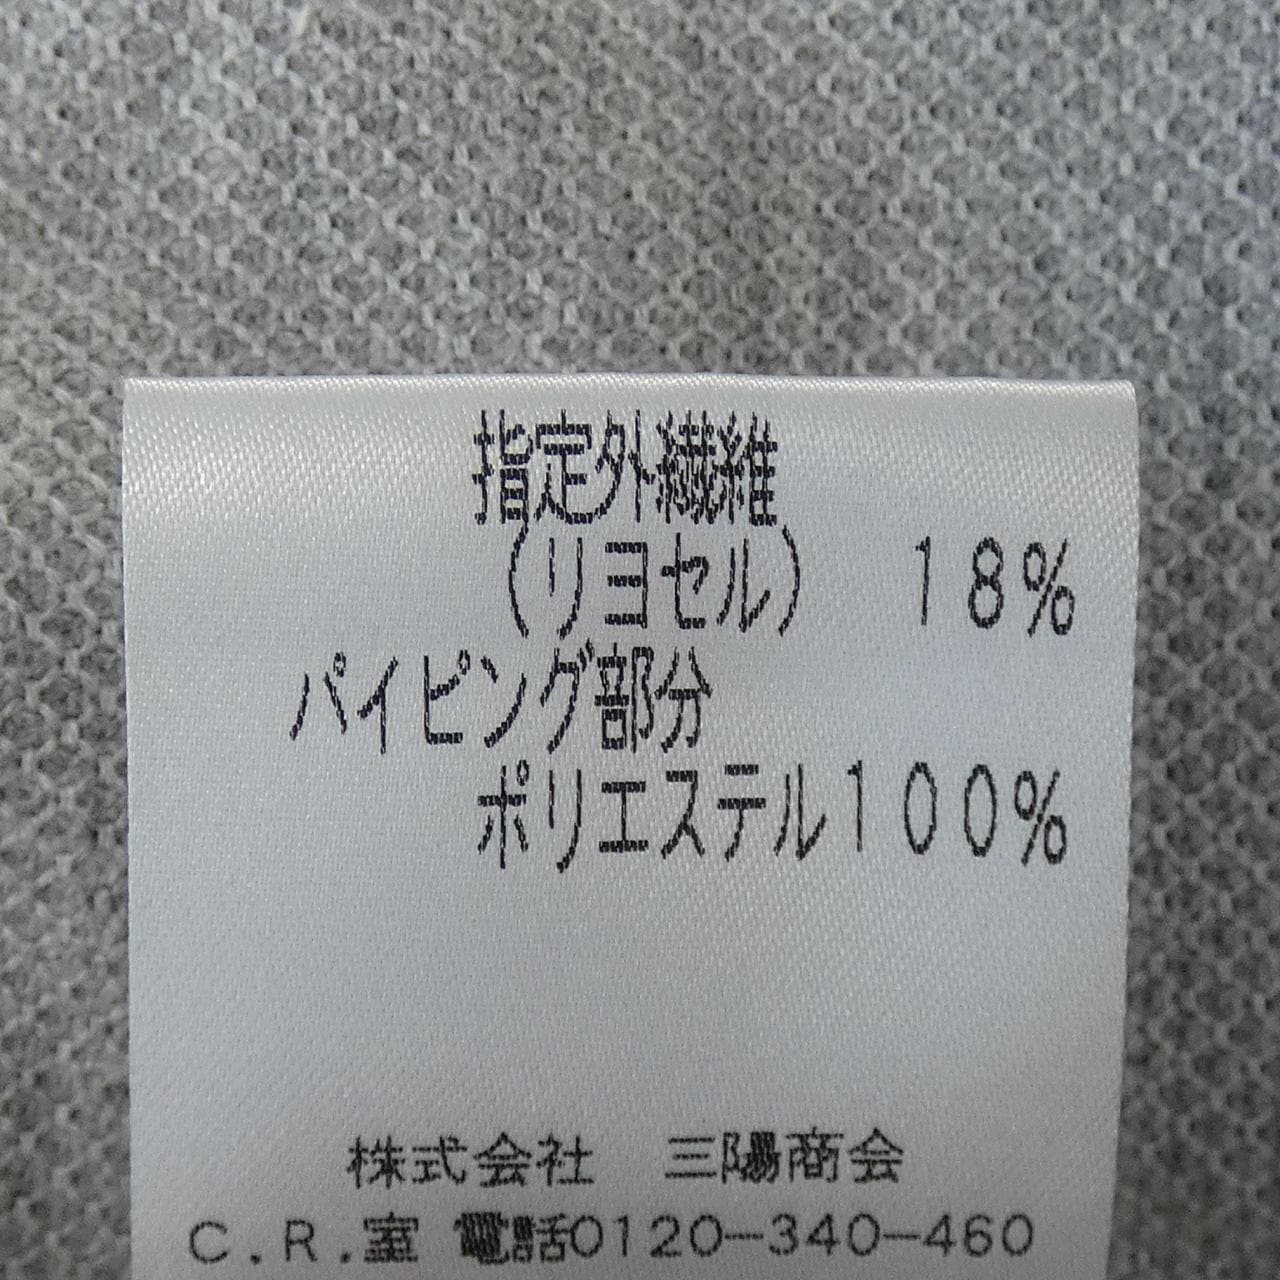 指定外繊維
(リヨセル) 18%
パイピング部分
ポリエステル100%
株式会社 三陽商会
C.R.室 電話0120-340-460